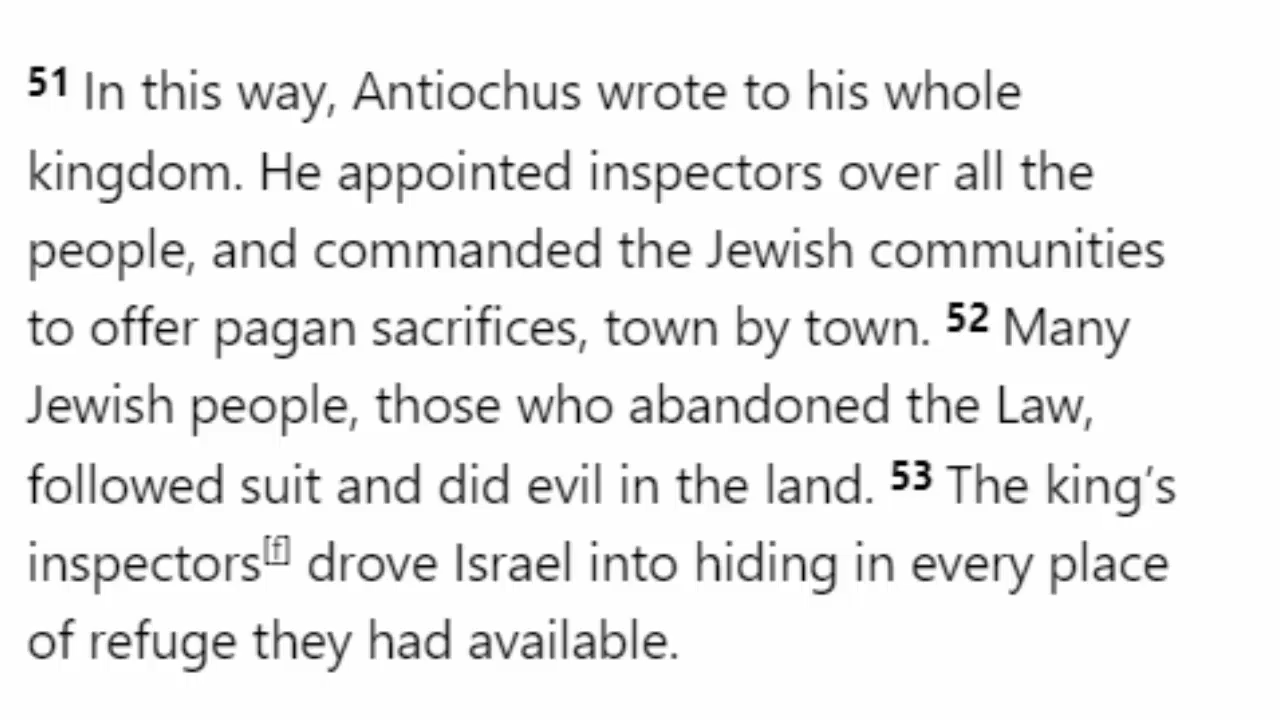 51 In this way, Antiochus wrote to his whole
kingdom. He appointed inspectors over all the
people, and commanded the Jewish communities
to offer pagan sacrifices, town by town. 52 Many
Jewish people, those who abandoned the Law,
followed suit and did evil in the land. 53 The king’s
inspectors[f] drove Israel into hiding in every place
of refuge they had available.